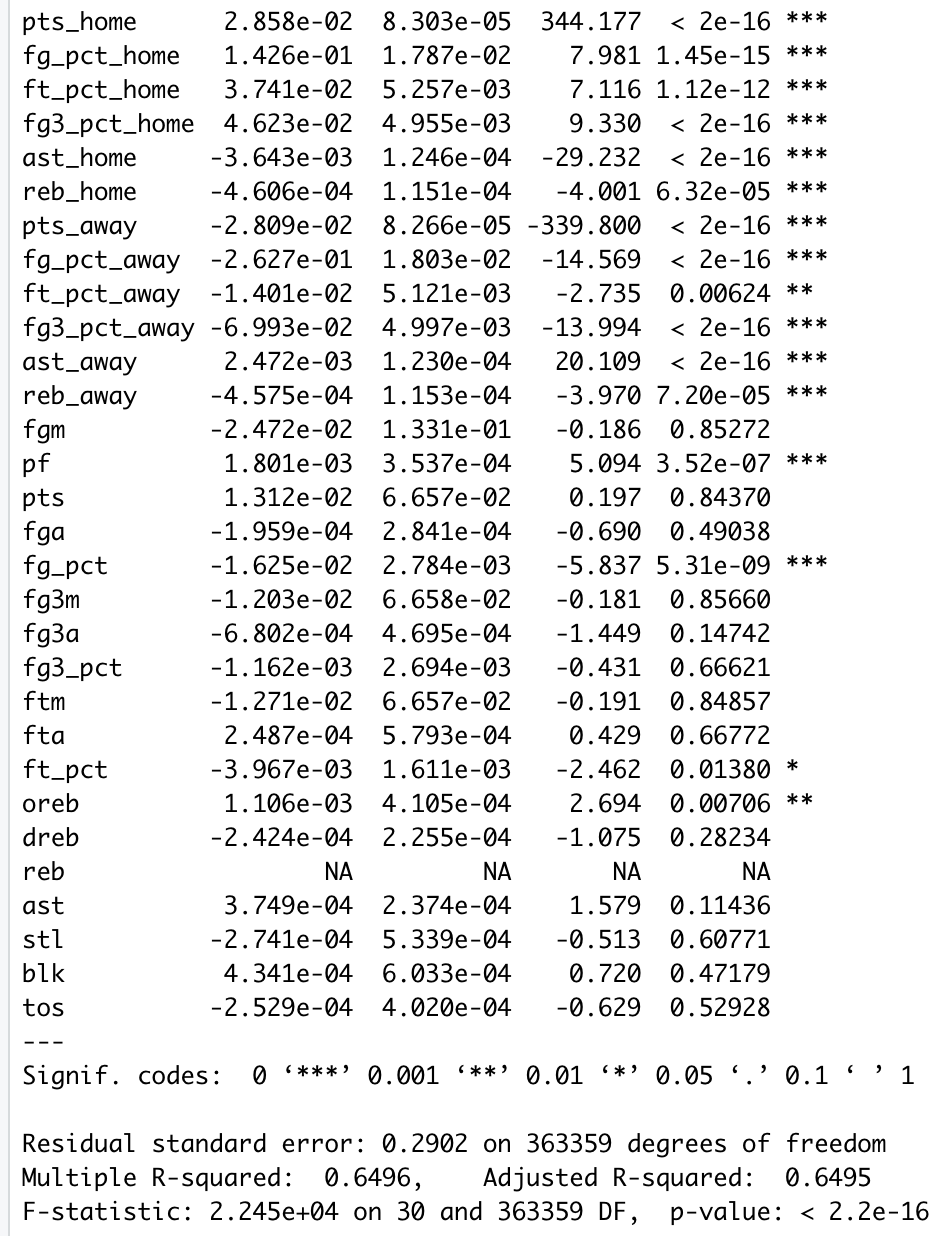 pts_home 2.858e-02 8.303e-05 344.177 < 2e-16 ***
fg_pct_home 1.426e-01 1.787e-02 7.981 1.45e-15 ***
ft_pct_home 3.741e-02 5.257e-03 7.116 1.12e-12 ***
fg3_pct_home 4.623e-02 4.955e-03 9.330 < 2e-16 ***
ast_home -3.643e-03 1.246e-04 -29.232 < 2e-16 ***
reb_home -4.606e-04 1.151e-04 -4.001 6.32e-05 ***
pts_away -2.809e-02 8.266e-05 -339.800 < 2e-16 ***
fg_pct_away -2.627e-01 1.803e-02 -14.569 < 2e-16 ***
ft_pct_away -1.401e-02 5.121e-03 -2.735 0.00624 **
fg3_pct_away -6.993e-02 4.997e-03 -13.994 < 2e-16 ***
ast_away 2.472e-03 1.230e-04 20.109 < 2e-16 ***
reb_away -4.575e-04 1.153e-04 -3.970 7.20e-05 ***
fgm -2.472e-02 1.331e-01 -0.186 0.85272
pf 1.801e-03 3.537e-04 5.094 3.52e-07 ***
pts 1.312e-02 6.657e-02 0.197 0.84370
fga -1.959e-04 2.841e-04 -0.690 0.49038
fg_pct -1.625e-02 2.784e-03 -5.837 5.31e-09 ***
fg3m -1.203e-02 6.658e-02 -0.181 0.85660
fg3a -6.802e-04 4.695e-04 -1.449 0.14742
fg3_pct -1.162e-03 2.694e-03 -0.431 0.66621
ftm -1.271e-02 6.657e-02 -0.191 0.84857
fta 2.487e-04 5.793e-04 0.429 0.66772
ft_pct -3.967e-03 1.611e-03 -2.462 0.01380 *
oreb 1.106e-03 4.105e-04 2.694 0.00706 **
dreb -2.424e-04 2.255e-04 -1.075 0.28234
reb NA NA NA NA
ast 3.749e-04 2.374e-04 1.579 0.11436
stl -2.741e-04 5.339e-04 -0.513 0.60771
blk 4.341e-04 6.033e-04 0.720 0.47179
tos -2.529e-04 4.020e-04 -0.629 0.52928
---
Signif. codes: 0 ‘***’ 0.001 ‘**’ 0.01 ‘*’ 0.05 ‘.’ 0.1 ‘ ’ 1
Residual standard error: 0.2902 on 363359 degrees of freedom
Multiple R-squared: 0.6496, Adjusted R-squared: 0.6495
F-statistic: 2.245e+04 on 30 and 363359 DF, p-value: < 2.2e-16